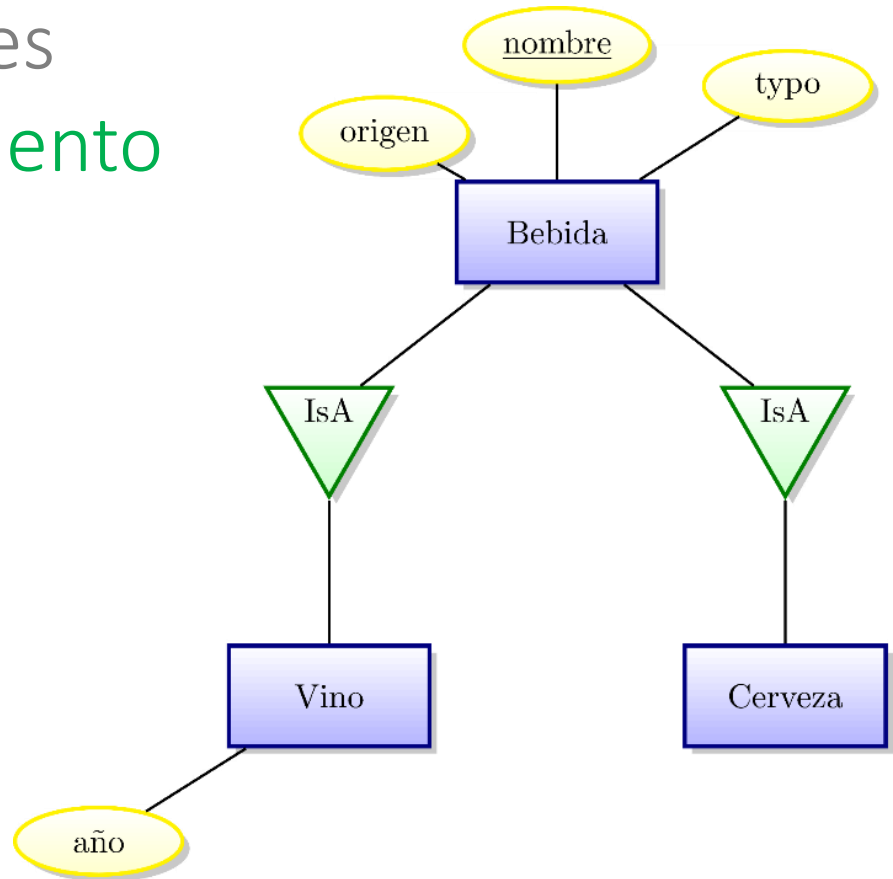 es
ento
nombre
typo
origen
Bebida
IsA
IsA
Vino
Cerveza
año